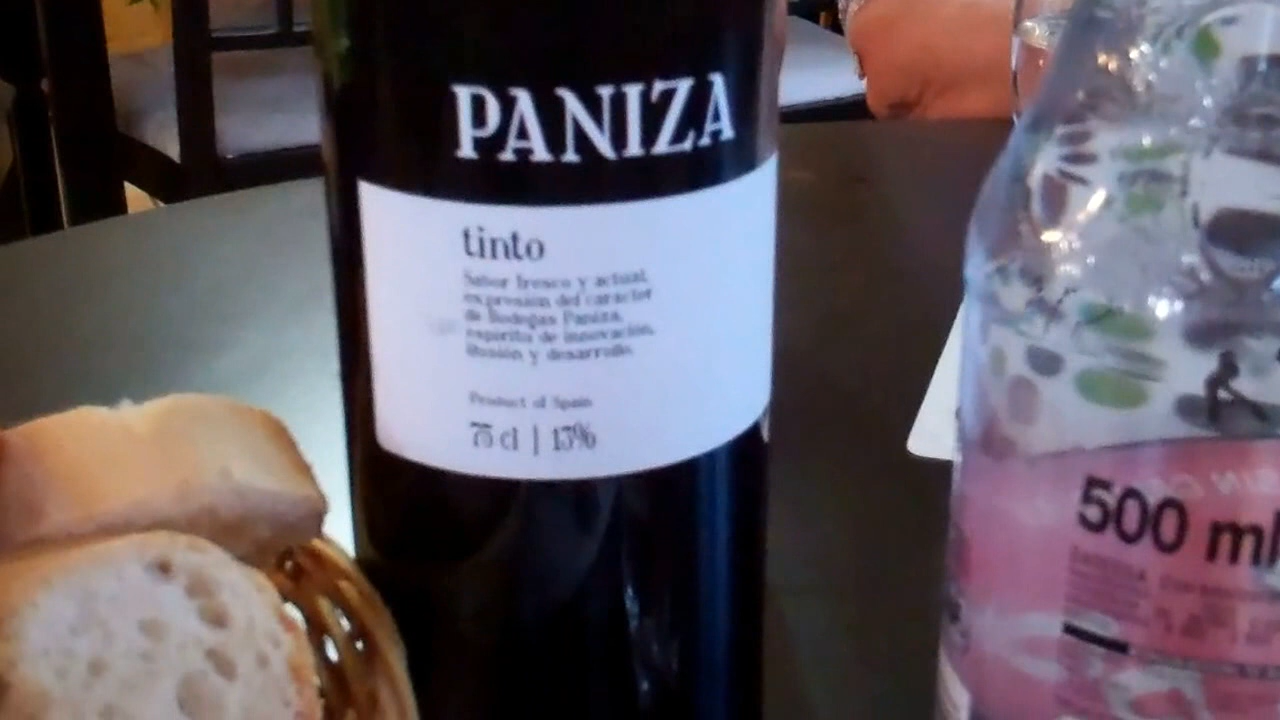 PANIZA
tinto
Sabor fresco y actual,
expresión del carácter
de Bodegas Paniza,
espíritu de innovación,
ilusión y desarrollo.
Product of Spain
75 cl | 13%
500 ml